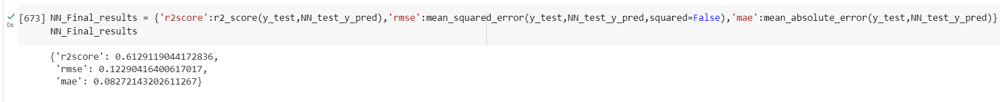 [673] NN_Final_results = {'r2score':r2_score(y_test,NN_test_y_pred),'rmse':mean_squared_error(y_test,NN_test_y_pred,squared=False),'mae':mean_absolute_error(y_test,NN_test_y_pred)}
0s
NN_Final_results
{'r2score': 0.6129119044172836,
'rmse': 0.12290416400617017,
'mae': 0.08272143202611267}